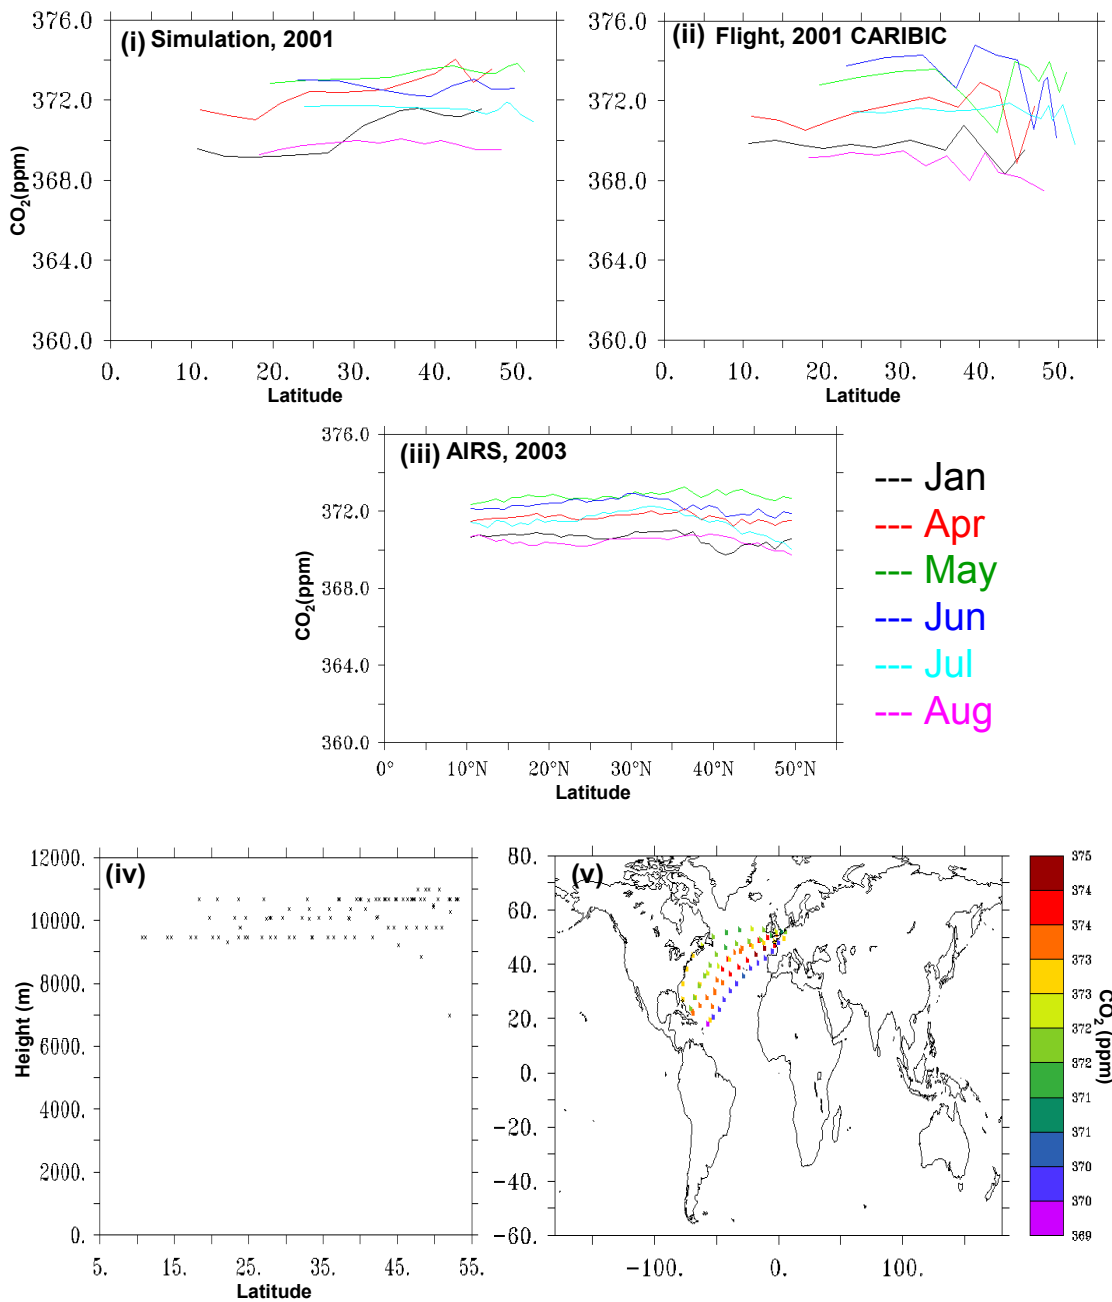 (i) Simulation, 2001
376.0
372.0
368.0
364.0
360.0
CO2(ppm)
0. 10. 20. 30. 40. 50.
Latitude
(ii) Flight, 2001 CARIBIC
376.0
372.0
368.0
364.0
360.0
0. 10. 20. 30. 40. 50.
Latitude
(iii) AIRS, 2003
376.0
372.0
368.0
364.0
360.0
CO2(ppm)
0° 10°N 20°N 30°N 40°N 50°N
Latitude
Jan
Apr
May
Jun
Jul
Aug
(iv)
12000.
10000.
8000.
6000.
4000.
2000.
0.
Height (m)
5. 15. 25. 35. 45. 55.
Latitude
(v)
80.
60.
40.
20.
0.
-20.
-40.
-60.
-100. 0. 100.
375
374
374
373
373
372
372
371
371
370
370
369
CO2 (ppm)